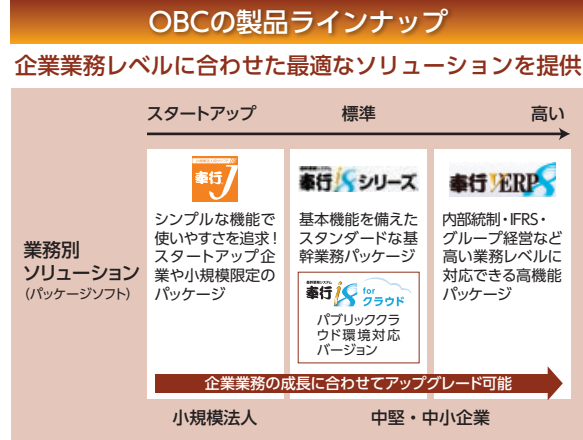 OBCの製品ラインナップ
企業業務レベルに合わせた最適なソリューションを提供
スタートアップ
標準
高い
業務別
ソリューション
(パッケージソフト)
奉行J
シンプルな機能で
使いやすさを追求!
スタートアップ企
業や小規模限定の
パッケージ
奉行iSシリーズ
基本機能を備えた
スタンダードな基
幹業務パッケージ
奉行iS for
クラウド
パブリッククラ
ウド環境対応
バージョン
奉行V ERP8
内部統制・IFRS・
グループ経営など
高い業務レベルに
対応できる高機能
パッケージ
企業業務の成長に合わせてアップグレード可能
小規模法人
中堅・中小企業